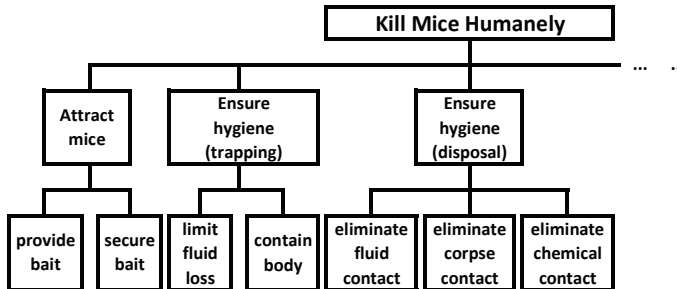 Kill Mice Humanely
... ..
Attract
mice
Ensure
hygiene
(trapping)
Ensure
hygiene
(disposal)
provide
bait
secure
bait
limit
fluid
loss
contain
body
eliminate
fluid
contact
eliminate
corpse
contact
eliminate
chemical
contact